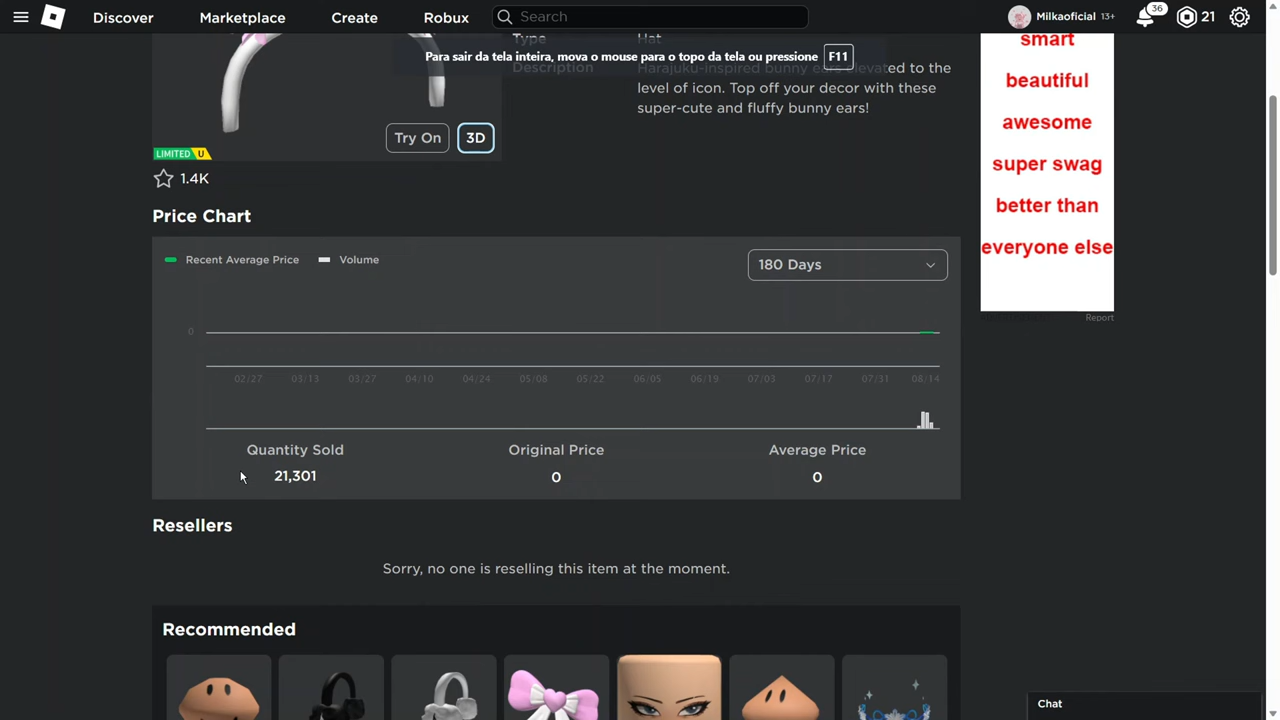 Discover
Marketplace
Create
Robux
Search
Milkaoficial 13+
36
21
Type
Hat
Para sair da tela inteira, mova o mouse para o topo da tela ou pressione F11
Description
Harajuku-inspired bunny ears elevated to the
level of icon. Top off your decor with these
super-cute and fluffy bunny ears!
Try On
3D
LIMITED U
1.4K
smart
beautiful
awesome
super swag
better than
everyone else
Report
Price Chart
Recent Average Price
Volume
180 Days
0
02/27 03/13 03/27 04/10 04/24 05/08 05/22 06/05 06/19 07/03 07/17 07/31 08/14
Quantity Sold
21,301
Original Price
0
Average Price
0
Resellers
Sorry, no one is reselling this item at the moment.
Recommended
Chat